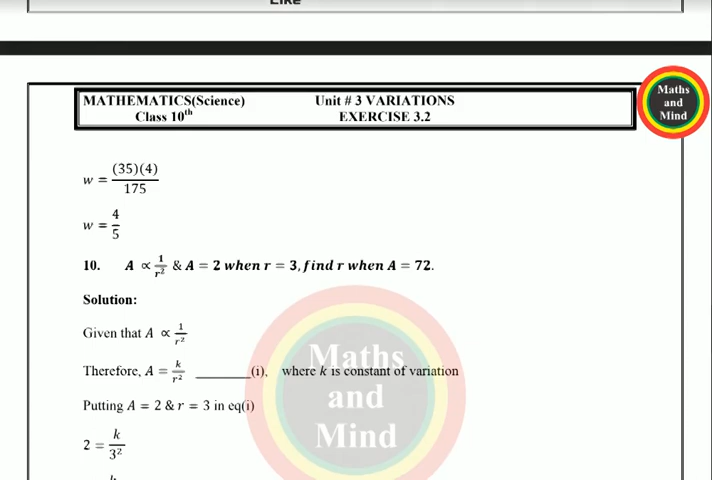 Like
MATHEMATICS(Science) Unit # 3 VARIATIONS
Class 10th EXERCISE 3.2
Maths
and
Mind
w = (35)(4)/175
w = 4/5
10. A ∝ 1/r² & A = 2 when r = 3, find r when A = 72.
Solution:
Given that A ∝ 1/r²
Therefore, A = k/r² ________(i), where k is constant of variation
Putting A = 2 & r = 3 in eq(i)
2 = k/3²
Maths
and
Mind